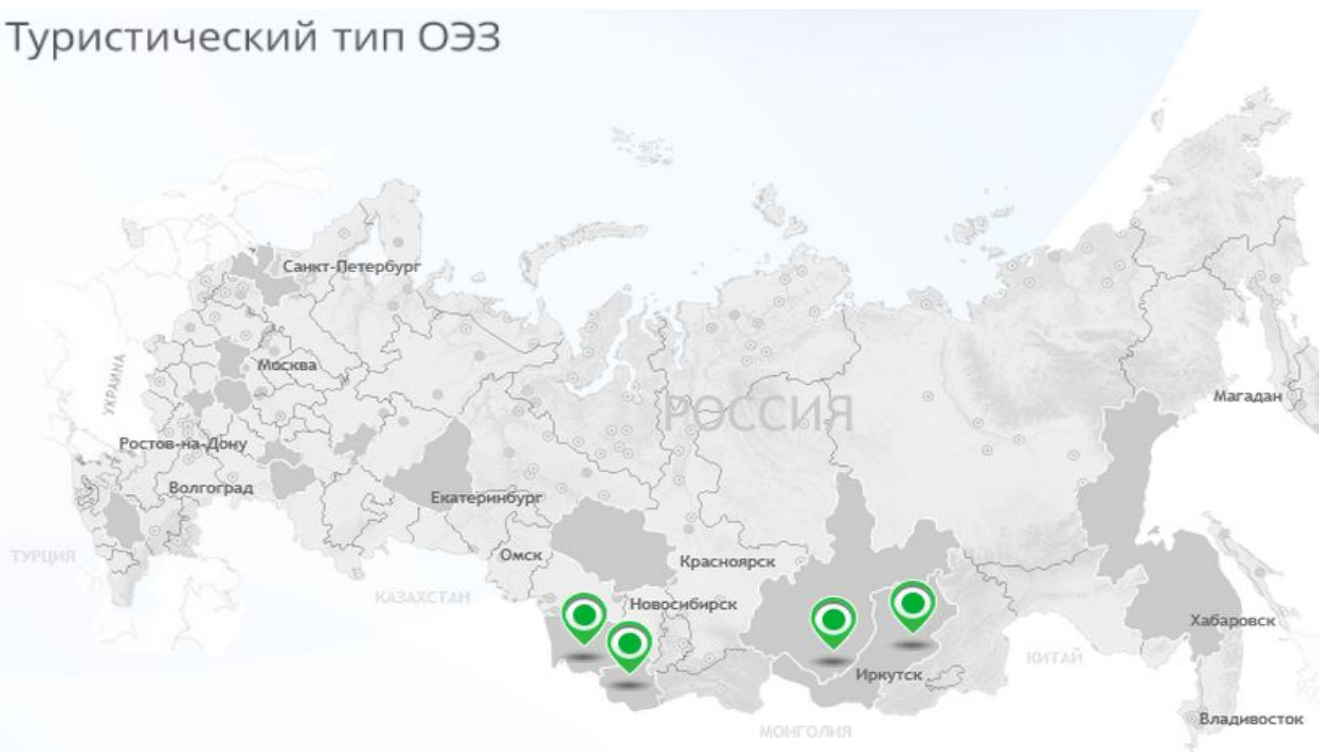 Туристический тип ОЭЗ
Санкт-Петербург
УКРАИНА
Москва
РОССИЯ
Магадан
Ростов-на-Дону
Волгоград
Екатеринбург
ТУРЦИЯ
Омск
Красноярск
КАЗАХСТАН
Новосибирск
Хабаровск
КИТАЙ
Иркутск
Владивосток
МОНГОЛИЯ